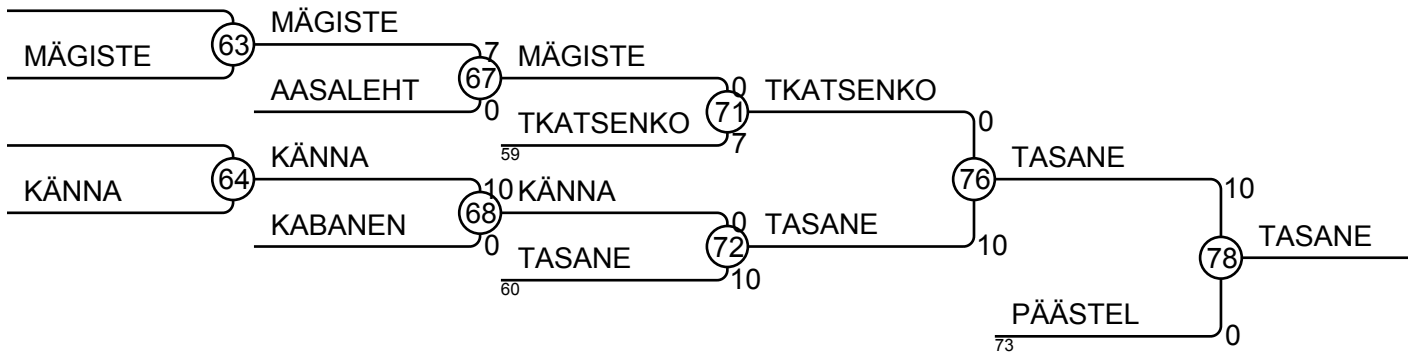 MÄGISTE
63
MÄGISTE
7
AASALEHT
67
0
MÄGISTE
0
TKATSENKO
59
71
7
TKATSENKO
0
KÄNNA
64
KÄNNA
10
KABANEN
68
0
KÄNNA
0
TASANE
60
72
10
TASANE
76
10
TASANE
10
PÄÄSTEL
73
78
0
TASANE